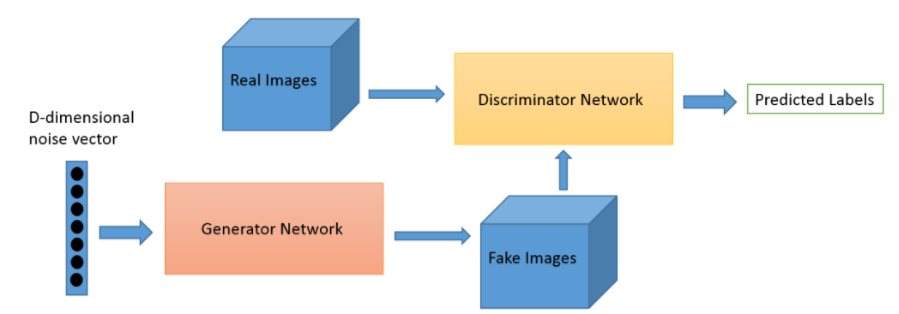 Real Images
Discriminator Network
Predicted Labels
D-dimensional
noise vector
Generator Network
Fake Images